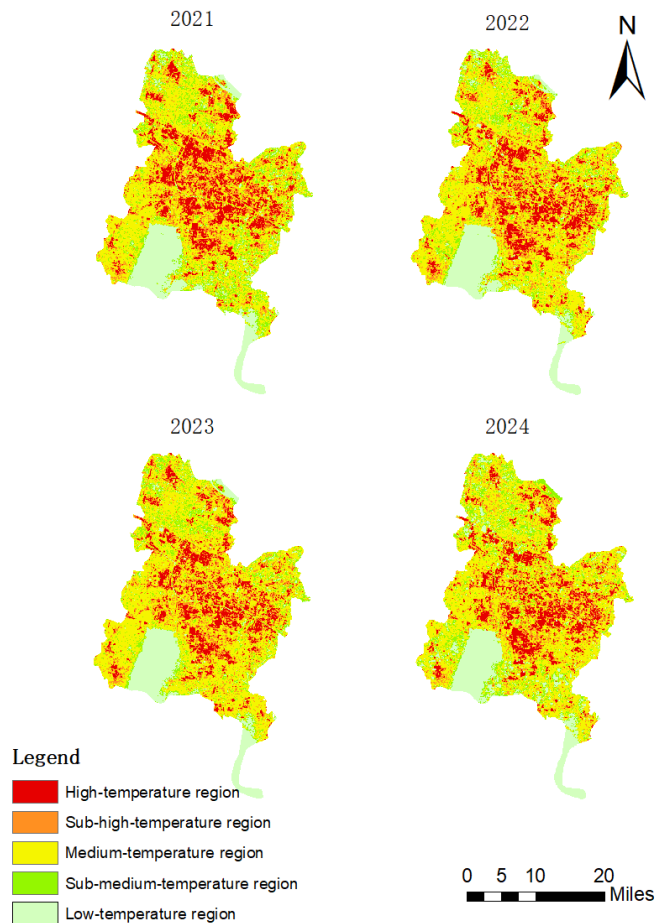 2021
2022
N
2023
2024
Legend
High-temperature region
Sub-high-temperature region
Medium-temperature region
Sub-medium-temperature region
Low-temperature region
0 5 10 20
Miles